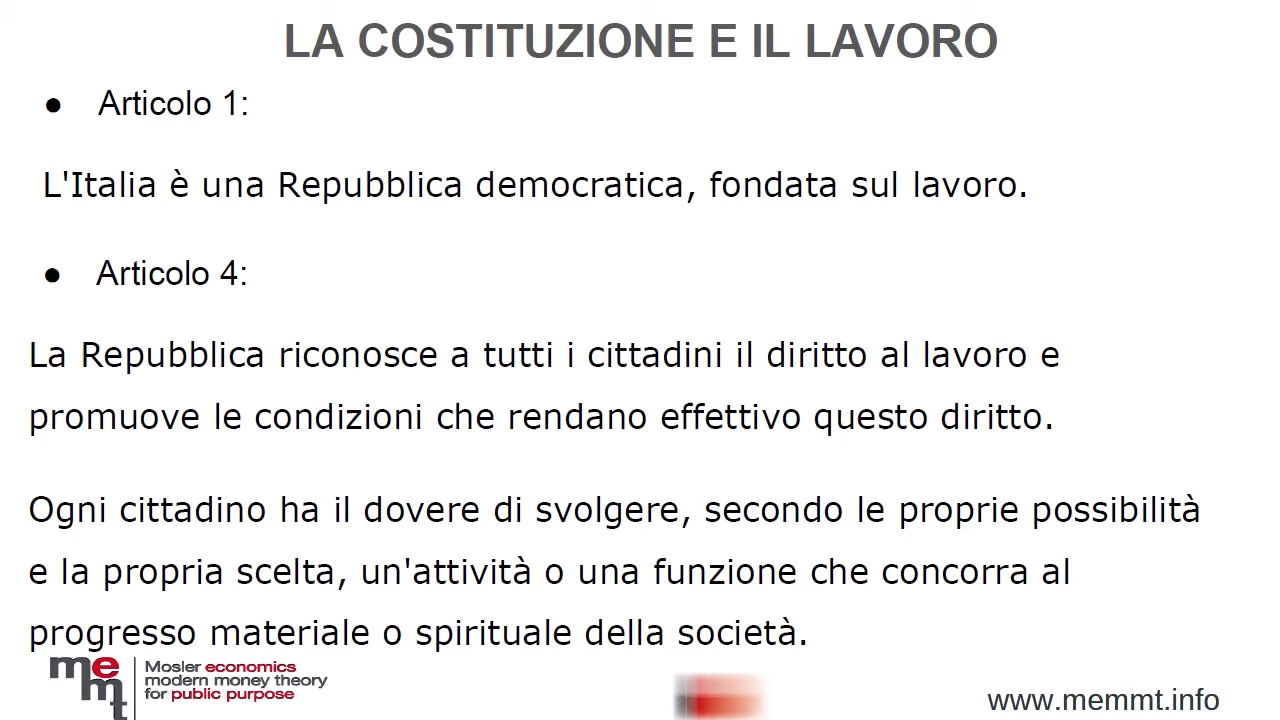 LA COSTITUZIONE E IL LAVORO
● Articolo 1:
L'Italia è una Repubblica democratica, fondata sul lavoro.
● Articolo 4:
La Repubblica riconosce a tutti i cittadini il diritto al lavoro e
promuove le condizioni che rendano effettivo questo diritto.
Ogni cittadino ha il dovere di svolgere, secondo le proprie possibilità
e la propria scelta, un'attività o una funzione che concorra al
progresso materiale o spirituale della società.
memmt
Mosler economics
modern money theory
for public purpose
www.memmt.info